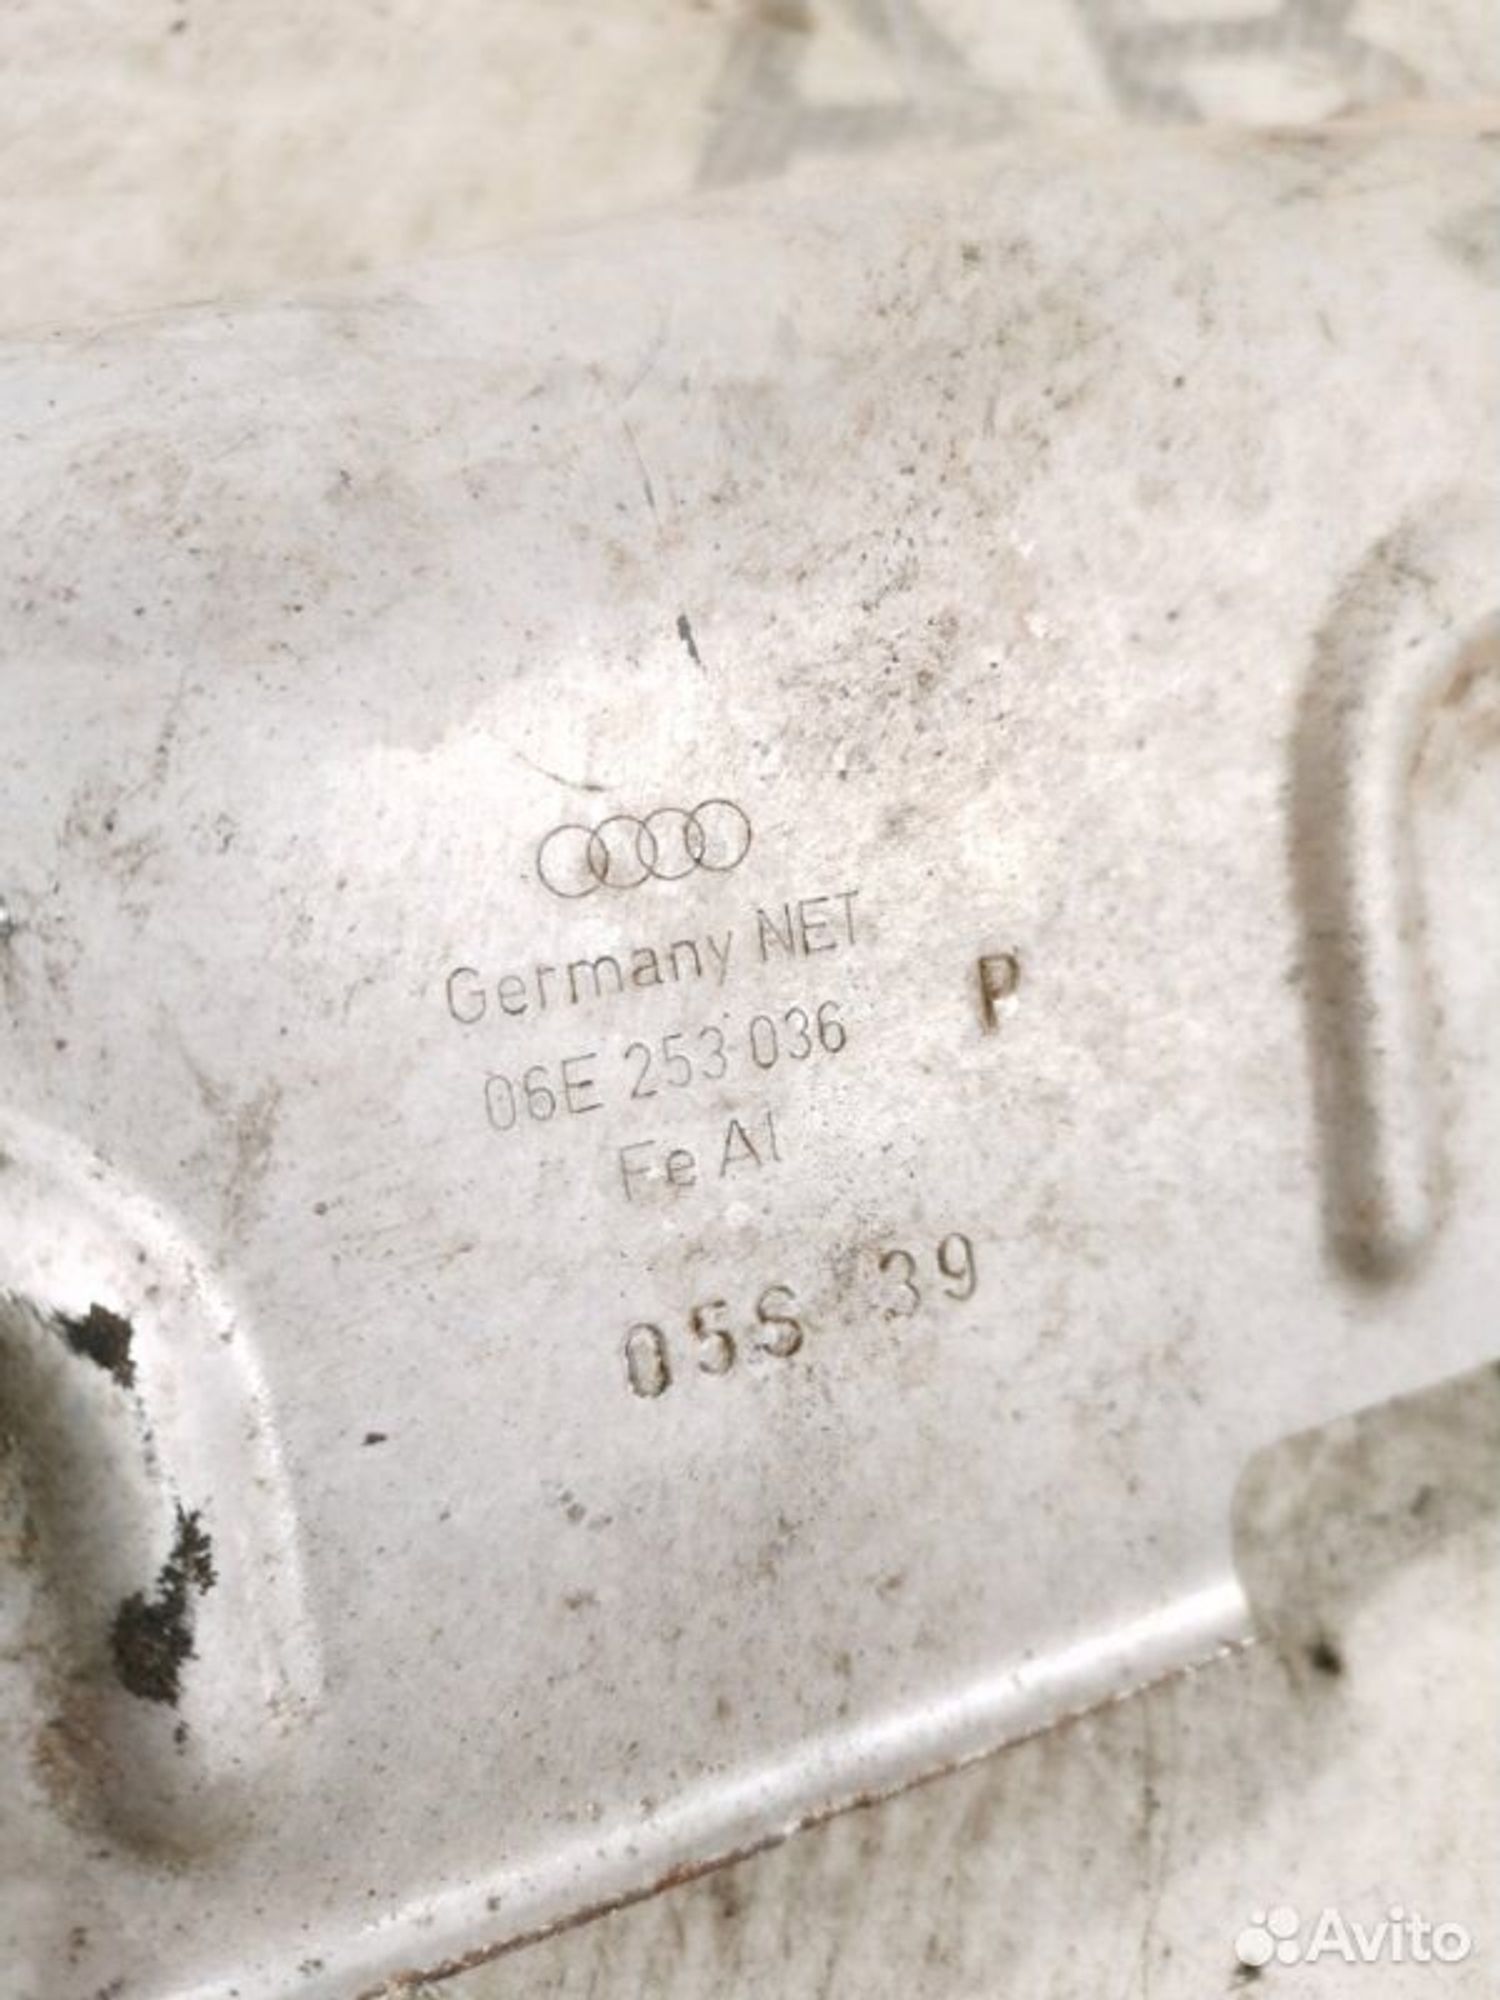 Germany NET
06E 253 036
P
Fe Al
05S 39
Avito